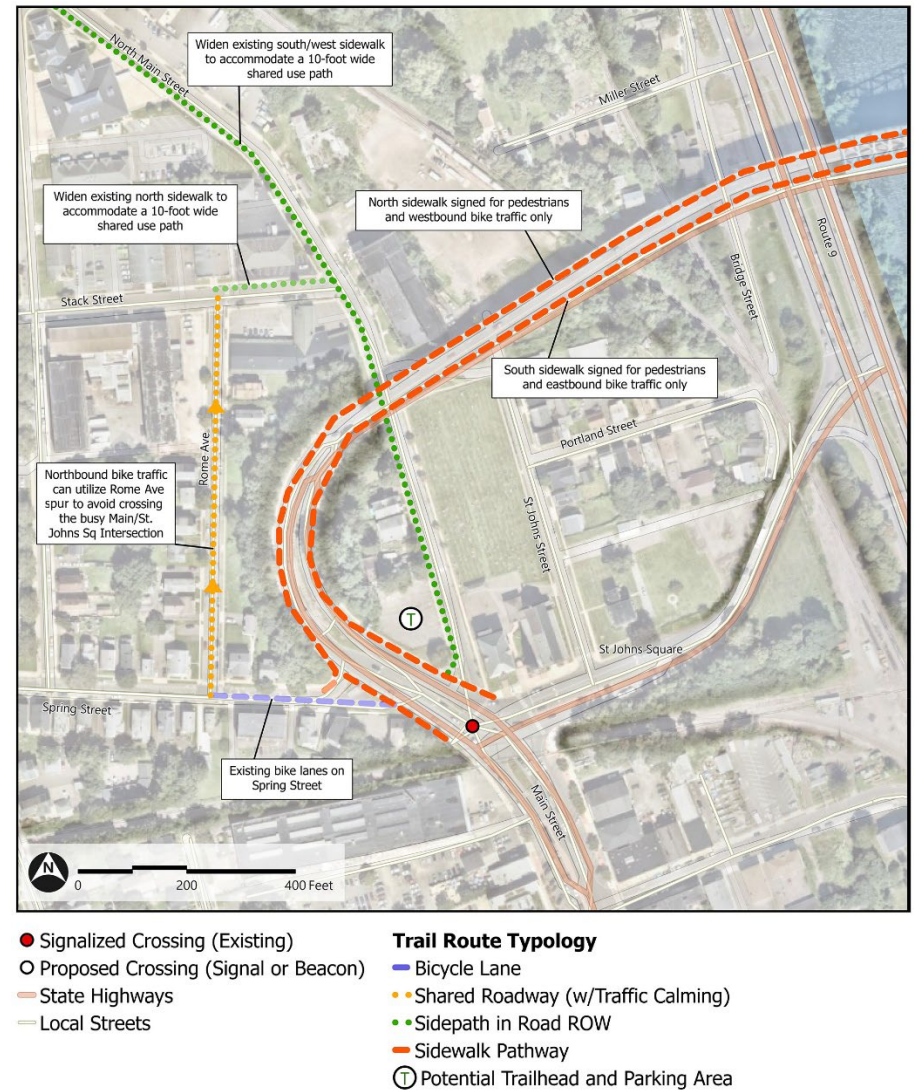 North Main Street
Widen existing south/west sidewalk
to accommodate a 10-foot wide
shared use path
Miller Street
Widen existing north sidewalk to
accommodate a 10-foot wide
shared use path
North sidewalk signed for pedestrians
and westbound bike traffic only
Route 9
Bridge Street
Stack Street
South sidewalk signed for pedestrians
and eastbound bike traffic only
Portland Street
Rome Ave
Northbound bike traffic
can utilize Rome Ave
spur to avoid crossing
the busy Main/St.
Johns Sq Intersection
St Johns Street
T
St Johns Square
Spring Street
Existing bike lanes on
Spring Street
Main Street
N
0 200 400 Feet
Signalized Crossing (Existing)
Proposed Crossing (Signal or Beacon)
State Highways
Local Streets
Trail Route Typology
Bicycle Lane
Shared Roadway (w/Traffic Calming)
Sidepath in Road ROW
Sidewalk Pathway
T Potential Trailhead and Parking Area